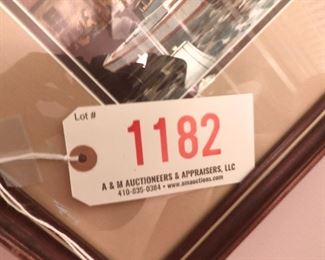 Lot #
1182
A & M AUCTIONEERS & APPRAISERS, LLC
410-835-0384 • www.amauctions.com